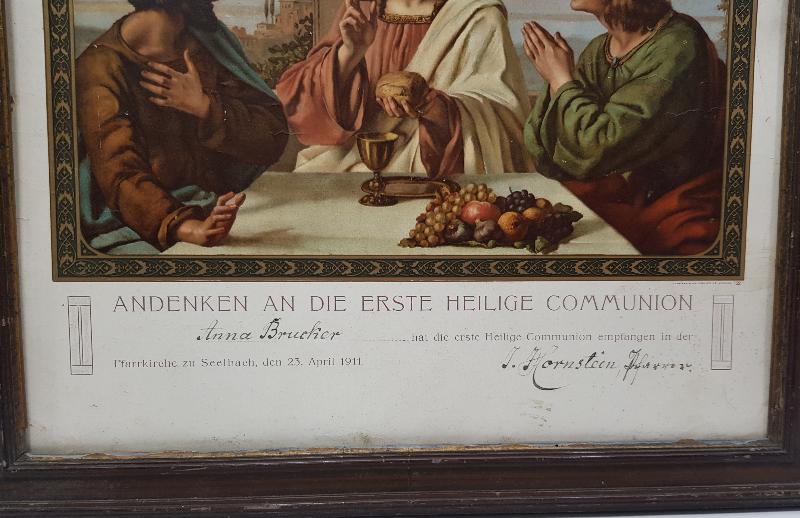 ANDENKEN AN DIE ERSTE HEILIGE COMMUNION
Anna Brucker hat die erste Heilige Communion empfangen in der
Pfarrkirche zu Seelbach, den 23. April 1911. J. Hornstein, Pfarrer.